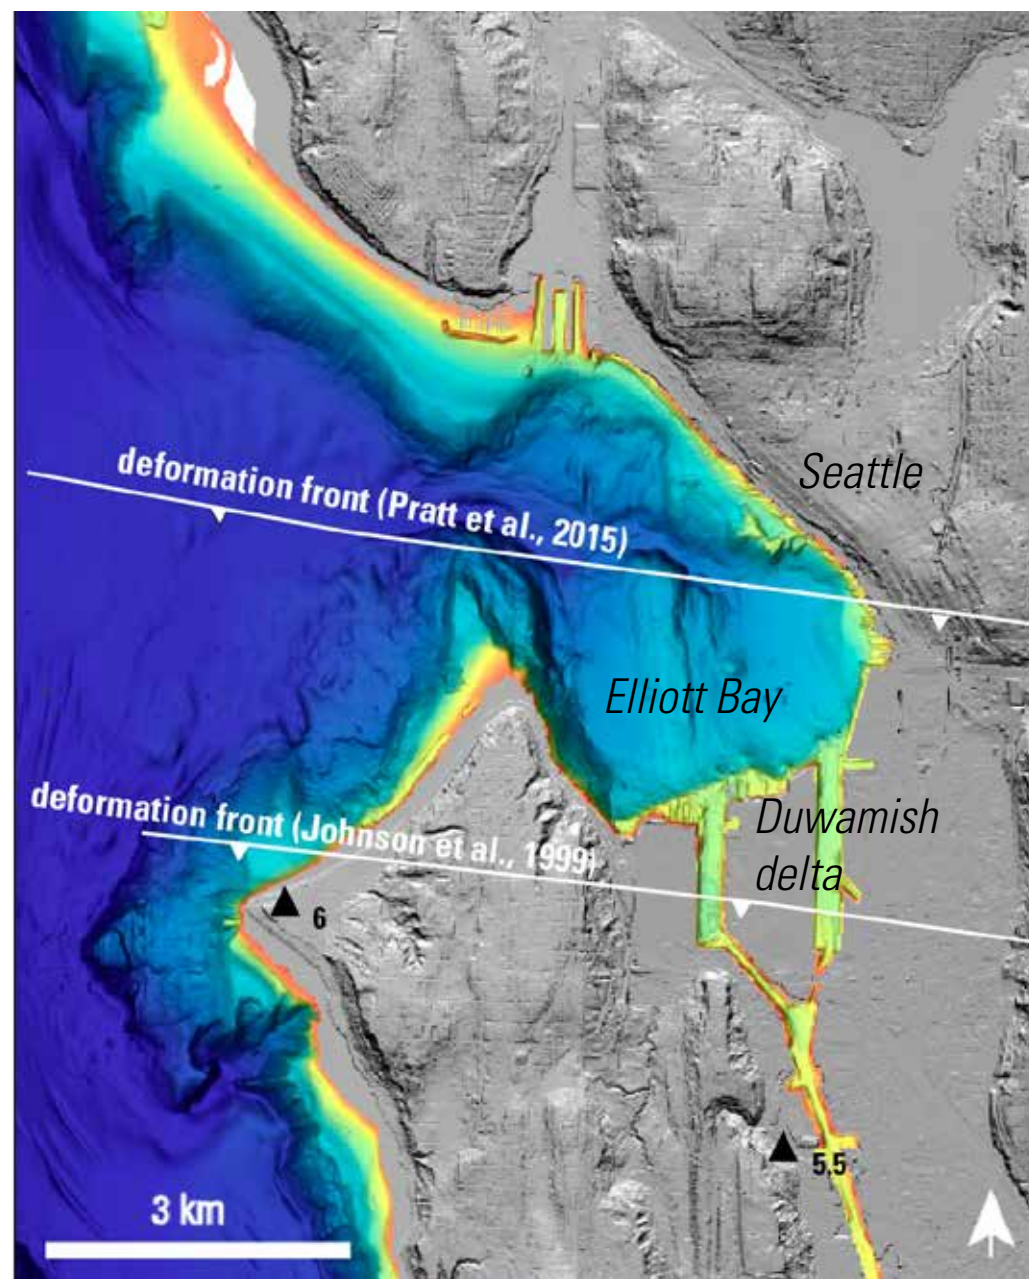 Seattle
deformation front (Pratt et al., 2015)
Elliott Bay
deformation front (Johnson et al., 1999)
Duwamish
delta
6
5.5
3 km